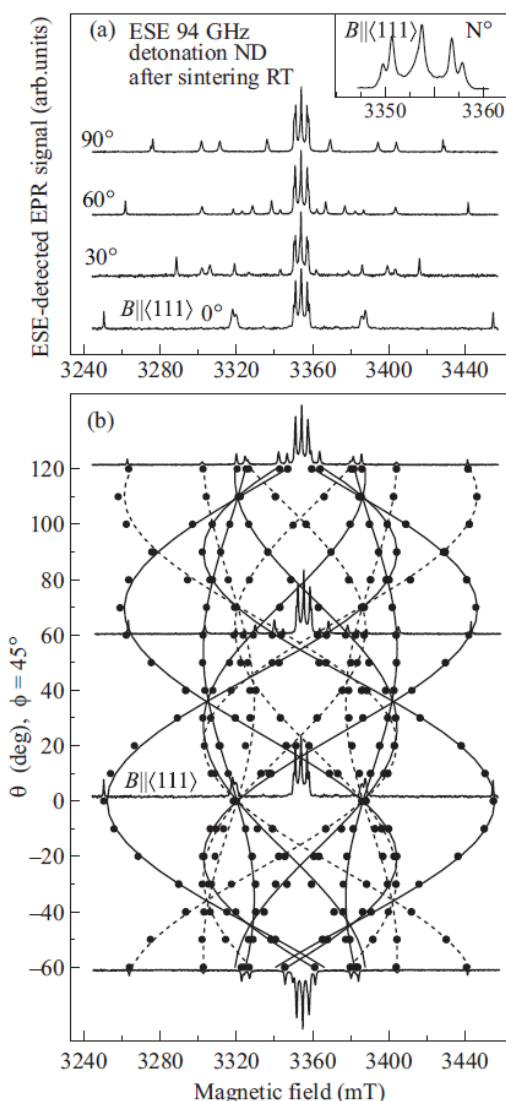 (a)
ESE 94 GHz
detonation ND
after sintering RT
B||⟨111⟩ N°
3350 3360
90°
60°
30°
B||⟨111⟩ 0°
ESE-detected EPR signal (arb.units)
3240 3280 3320 3360 3400 3440
(b)
120
100
80
60
40
20
0
–20
–40
–60
B||⟨111⟩
θ (deg), ϕ = 45°
3240 3280 3320 3360 3400 3440
Magnetic field (mT)